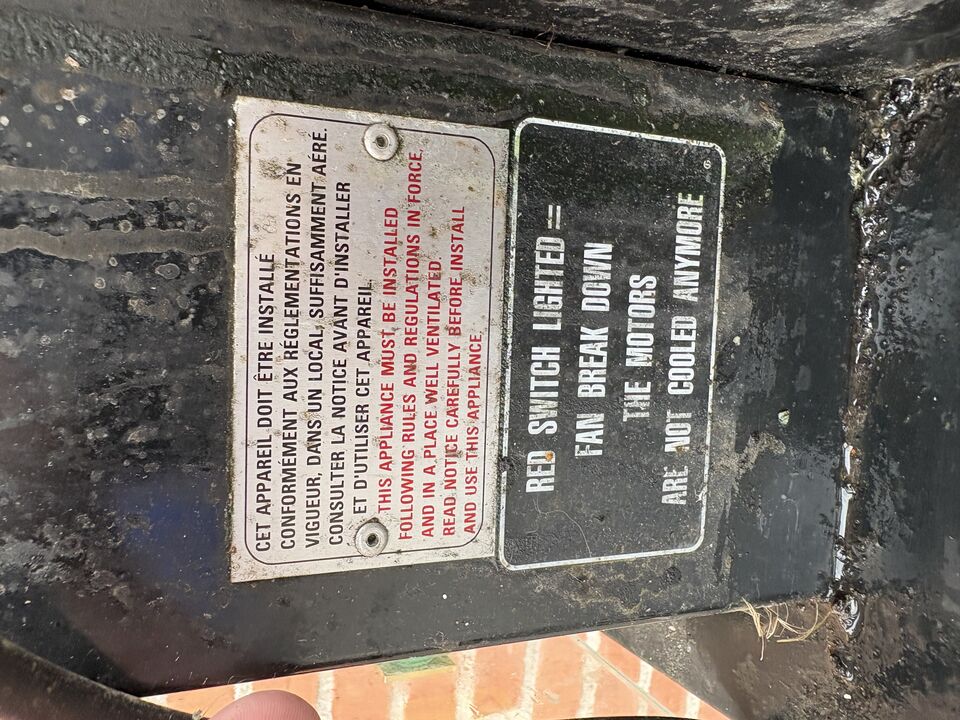 CET APPAREIL DOIT ÊTRE INSTALLÉ
CONFORMÉMENT AUX RÉGLEMENTATIONS EN
VIGUEUR, DANS UN LOCAL, SUFFISAMMENT AÉRÉ.
CONSULTER LA NOTICE AVANT D'INSTALLER
ET D'UTILISER CET APPAREIL.
THIS APPLIANCE MUST BE INSTALLED
FOLLOWING RULES AND REGULATIONS IN FORCE,
AND IN A PLACE WELL VENTILATED.
READ NOTICE CAREFULLY BEFORE INSTALL
AND USE THIS APPLIANCE.
RED SWITCH LIGHTED =
FAN BREAK DOWN
THE MOTORS
ARE NOT COOLED ANYMORE